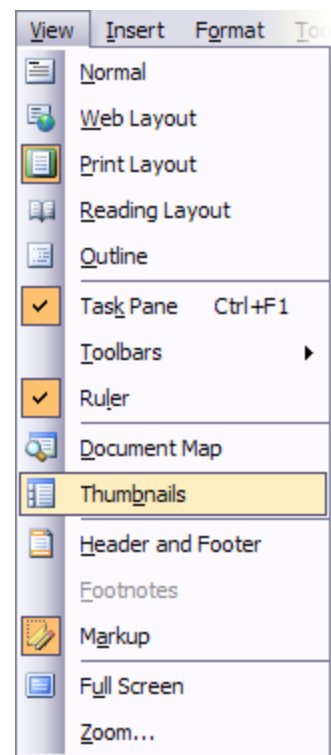 View Insert Format Too
Normal
Web Layout
Print Layout
Reading Layout
Outline
Task Pane Ctrl+F1
Toolbars
Ruler
Document Map
Thumbnails
Header and Footer
Footnotes
Markup
Full Screen
Zoom...